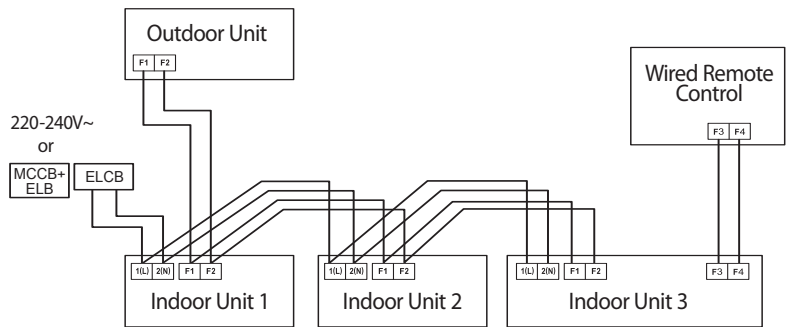 Outdoor Unit
F1 F2
Wired Remote
Control
F3 F4
220-240V~
or
MCCB+
ELB
ELCB
1(L) 2(N) F1 F2
Indoor Unit 1
1(L) 2(N) F1 F2
Indoor Unit 2
1(L) 2(N) F1 F2 F3 F4
Indoor Unit 3